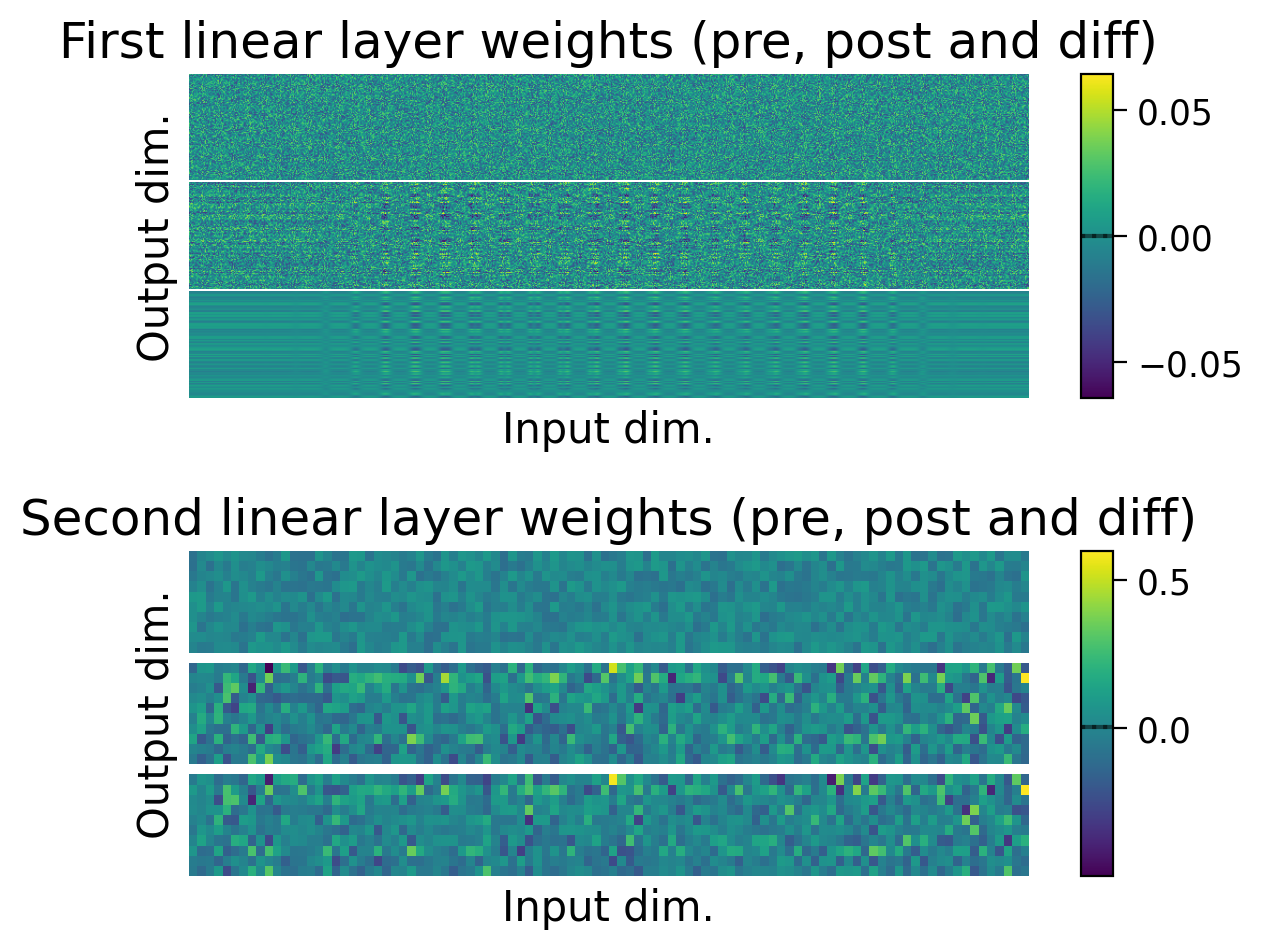 First linear layer weights (pre, post and diff)
Output dim.
0.05
0.00
−0.05
Input dim.
Second linear layer weights (pre, post and diff)
Output dim.
0.5
0.0
Input dim.